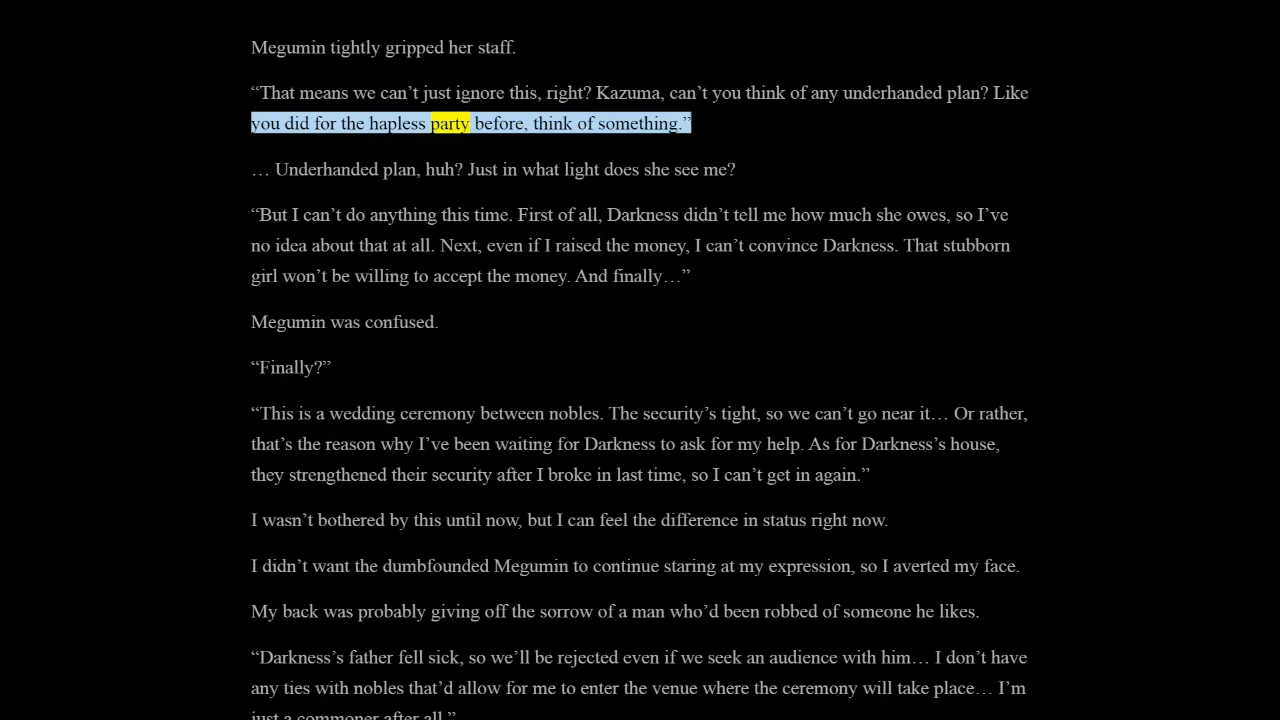 Megumin tightly gripped her staff.
“That means we can’t just ignore this, right? Kazuma, can’t you think of any underhanded plan? Like
you did for the hapless party before, think of something.”
… Underhanded plan, huh? Just in what light does she see me?
“But I can’t do anything this time. First of all, Darkness didn’t tell me how much she owes, so I’ve
no idea about that at all. Next, even if I raised the money, I can’t convince Darkness. That stubborn
girl won’t be willing to accept the money. And finally…”
Megumin was confused.
“Finally?”
“This is a wedding ceremony between nobles. The security’s tight, so we can’t go near it… Or rather,
that’s the reason why I’ve been waiting for Darkness to ask for my help. As for Darkness’s house,
they strengthened their security after I broke in last time, so I can’t get in again.”
I wasn’t bothered by this until now, but I can feel the difference in status right now.
I didn’t want the dumbfounded Megumin to continue staring at my expression, so I averted my face.
My back was probably giving off the sorrow of a man who’d been robbed of someone he likes.
“Darkness’s father fell sick, so we’ll be rejected even if we seek an audience with him… I don’t have
any ties with nobles that’d allow for me to enter the venue where the ceremony will take place… I’m
just a commoner after all.”